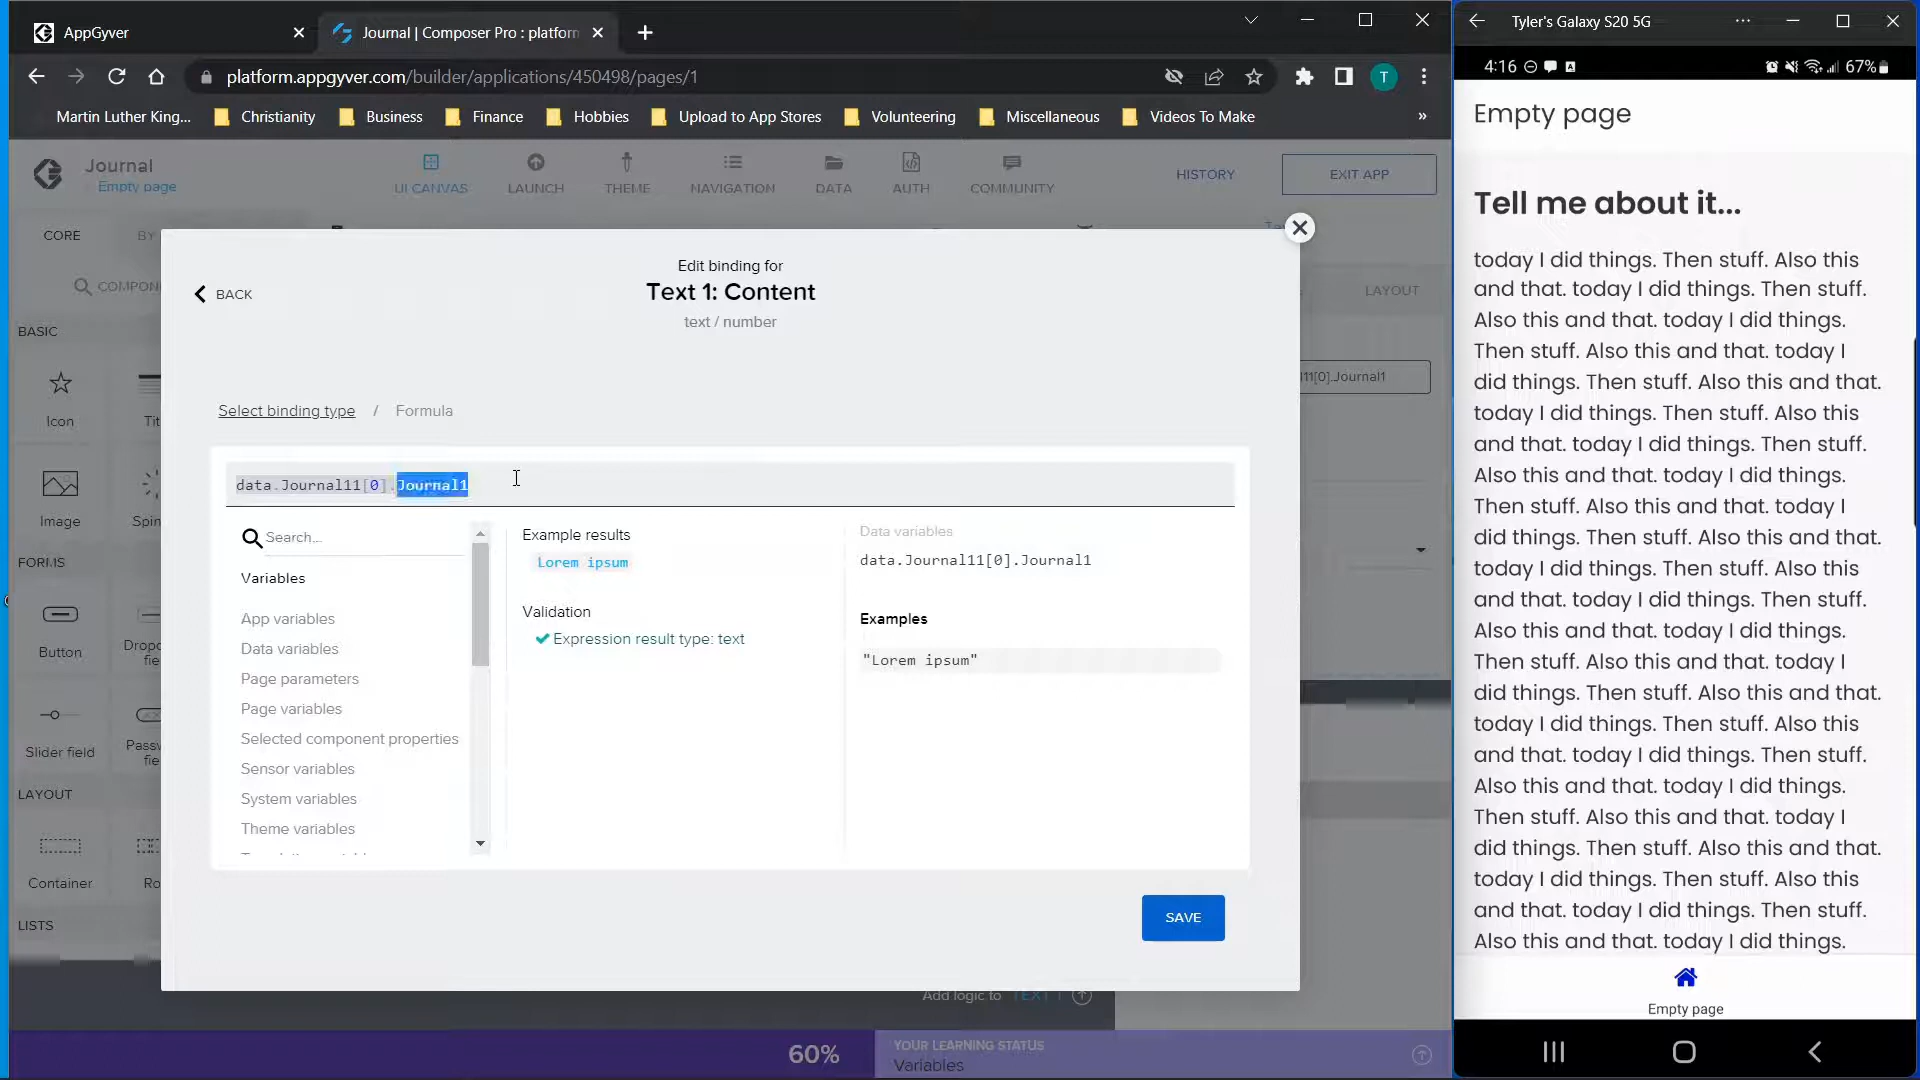 AppGyver
Journal | Composer Pro : platform
Tyler's Galaxy S20 5G
platform.appgyver.com/builder/applications/450498/pages/1
T
Martin Luther King...
Christianity
Business
Finance
Hobbies
Upload to App Stores
Volunteering
Miscellaneous
Videos To Make
»
Journal
Empty page
UI CANVAS
LAUNCH
THEME
NAVIGATION
DATA
AUTH
COMMUNITY
HISTORY
EXIT APP
CORE
BY
COMPON
BASIC
Icon
Tit
Image
Spin
FORMS
Button
Dropo
fie
Slider field
Passw
fie
LAYOUT
Container
Ro
LISTS
LAYOUT
11[0].Journal1
BACK
Edit binding for
Text 1: Content
text / number
Select binding type / Formula
data.Journal11[0].Journal1
Search...
Variables
App variables
Data variables
Page parameters
Page variables
Selected component properties
Sensor variables
System variables
Theme variables
Example results
Lorem ipsum
Validation
Expression result type: text
Data variables
data.Journal11[0].Journal1
Examples
"Lorem ipsum"
SAVE
Add logic to TEXT 1
60%
YOUR LEARNING STATUS
Variables
4:16
67%
Empty page
Tell me about it...
today I did things. Then stuff. Also this
and that. today I did things. Then stuff.
Also this and that. today I did things.
Then stuff. Also this and that. today I
did things. Then stuff. Also this and that.
today I did things. Then stuff. Also this
and that. today I did things. Then stuff.
Also this and that. today I did things.
Then stuff. Also this and that. today I
did things. Then stuff. Also this and that.
today I did things. Then stuff. Also this
and that. today I did things. Then stuff.
Also this and that. today I did things.
Then stuff. Also this and that. today I
did things. Then stuff. Also this and that.
today I did things. Then stuff. Also this
and that. today I did things. Then stuff.
Also this and that. today I did things.
Then stuff. Also this and that. today I
did things. Then stuff. Also this and that.
today I did things. Then stuff. Also this
and that. today I did things. Then stuff.
Also this and that. today I did things.
Empty page